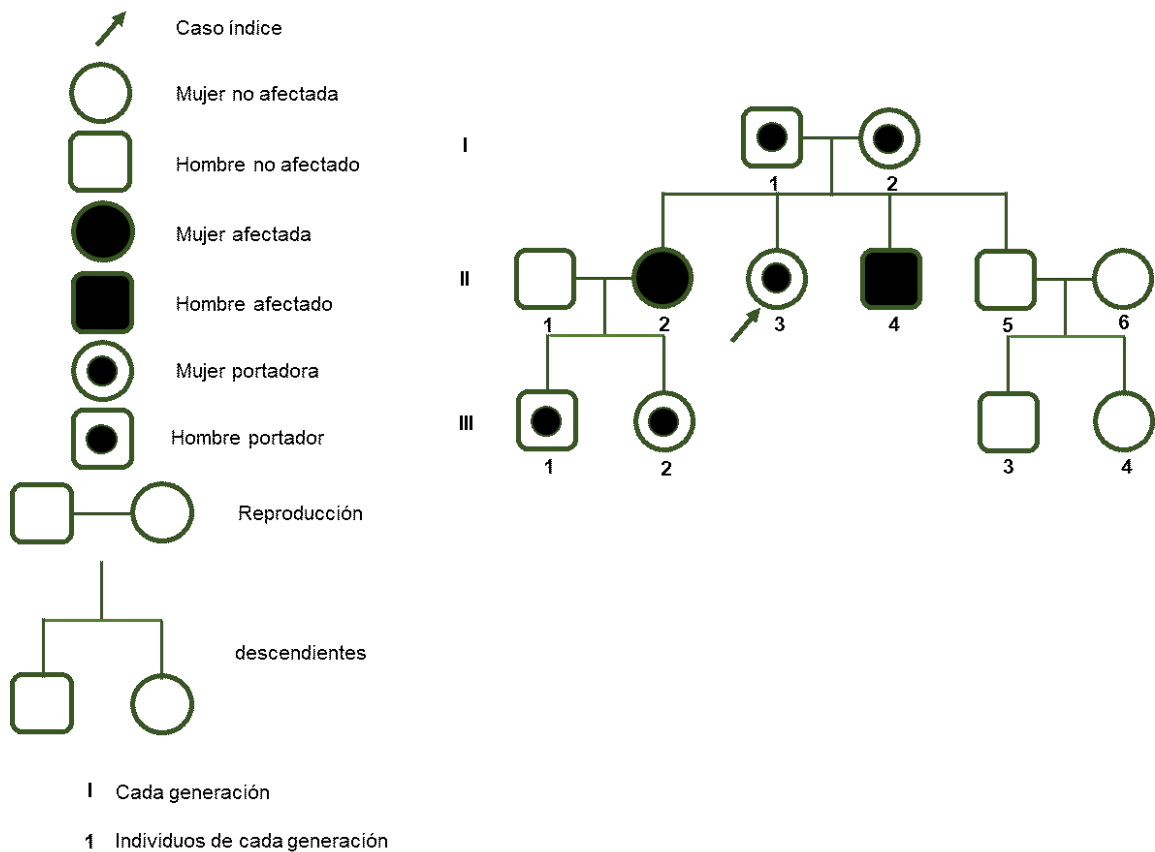 Caso índice
Mujer no afectada
Hombre no afectado
Mujer afectada
Hombre afectado
Mujer portadora
Hombre portador
Reproducción
descendientes
I Cada generación
1 Individuos de cada generación
I
1 2
II
1 2 3 4 5 6
III
1 2 3 4